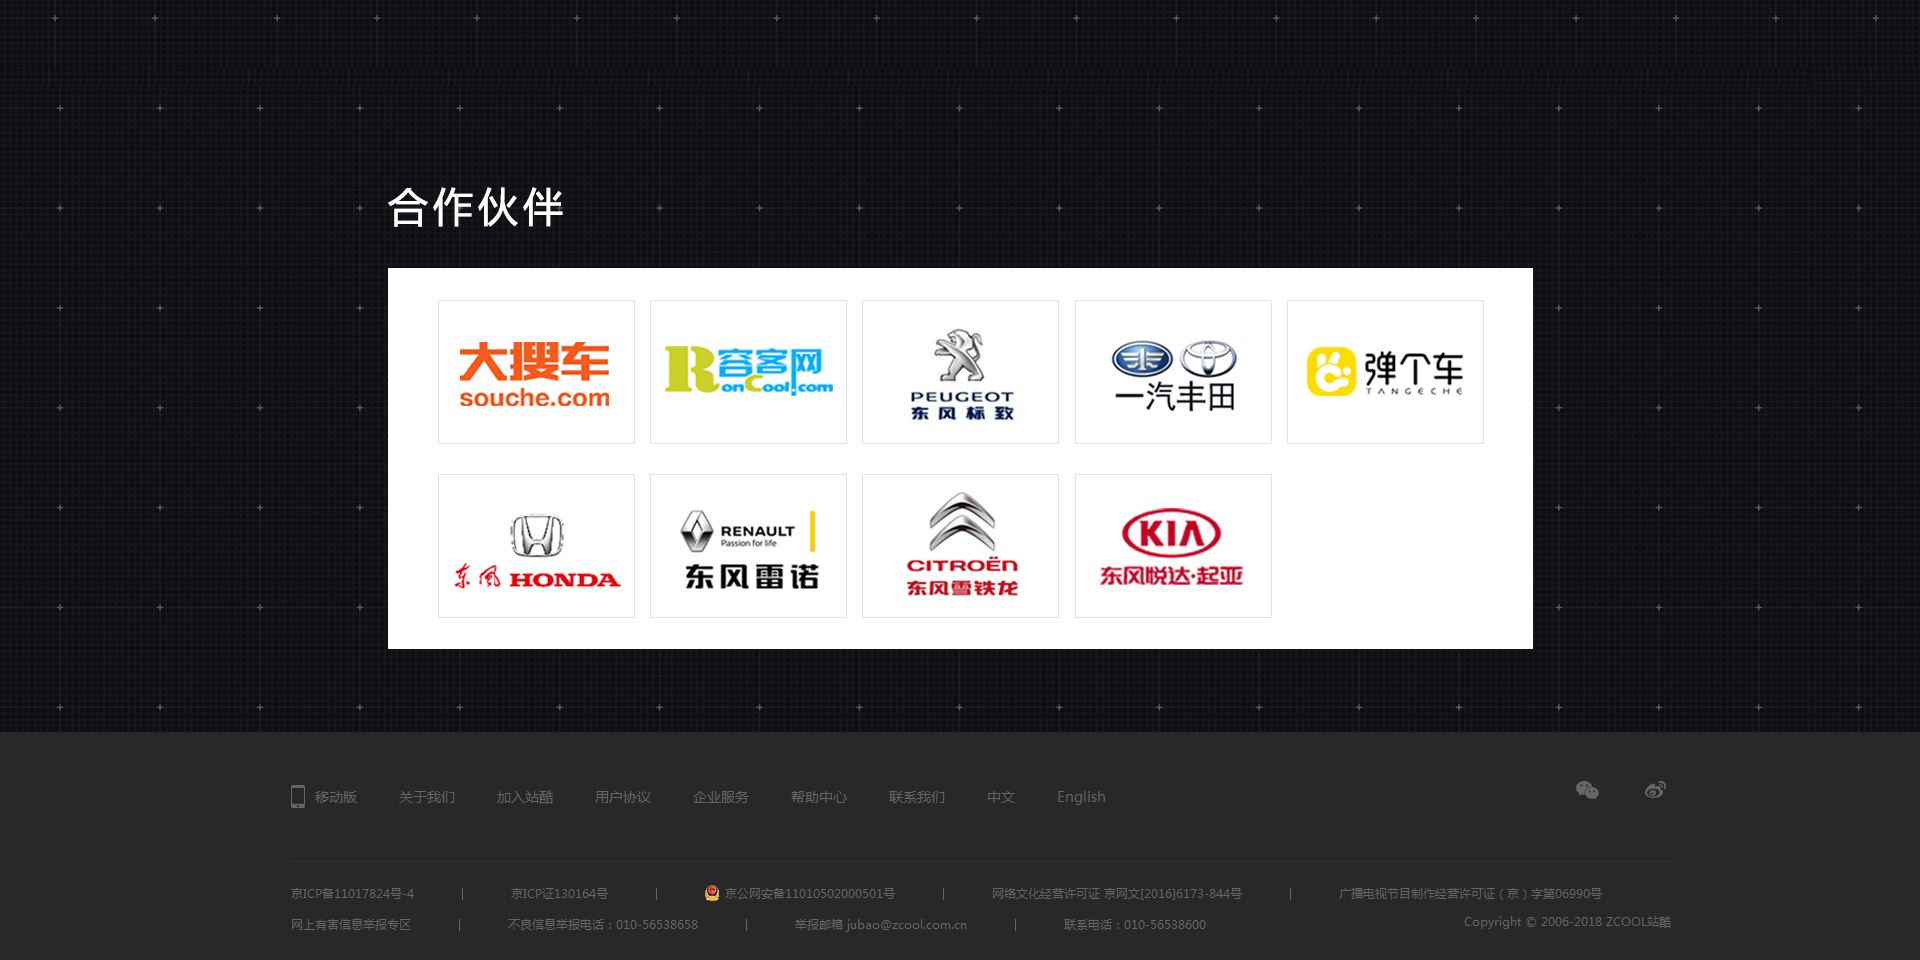 合作伙伴
大搜车
souche.com
R容客网
onCool.com
PEUGEOT
东风标致
一汽丰田
弹个车
TANGECHE
东风 HONDA
RENAULT
Passion for life
东风雷诺
CITROËN
东风雪铁龙
KIA
东风悦达·起亚
移动版 关于我们 加入站酷 用户协议 企业服务 帮助中心 联系我们 中文 English
京ICP备11017824号-4 | 京ICP证130164号 | 京公网安备11010502000501号 | 网络文化经营许可证 京网文[2016]6173-844号 | 广播电视节目制作经营许可证（京）字第06990号
网上有害信息举报专区 | 不良信息举报电话：010-56538658 | 举报邮箱 jubao@zcool.com.cn | 联系电话：010-56538600
Copyright © 2006-2018 ZCOOL站酷